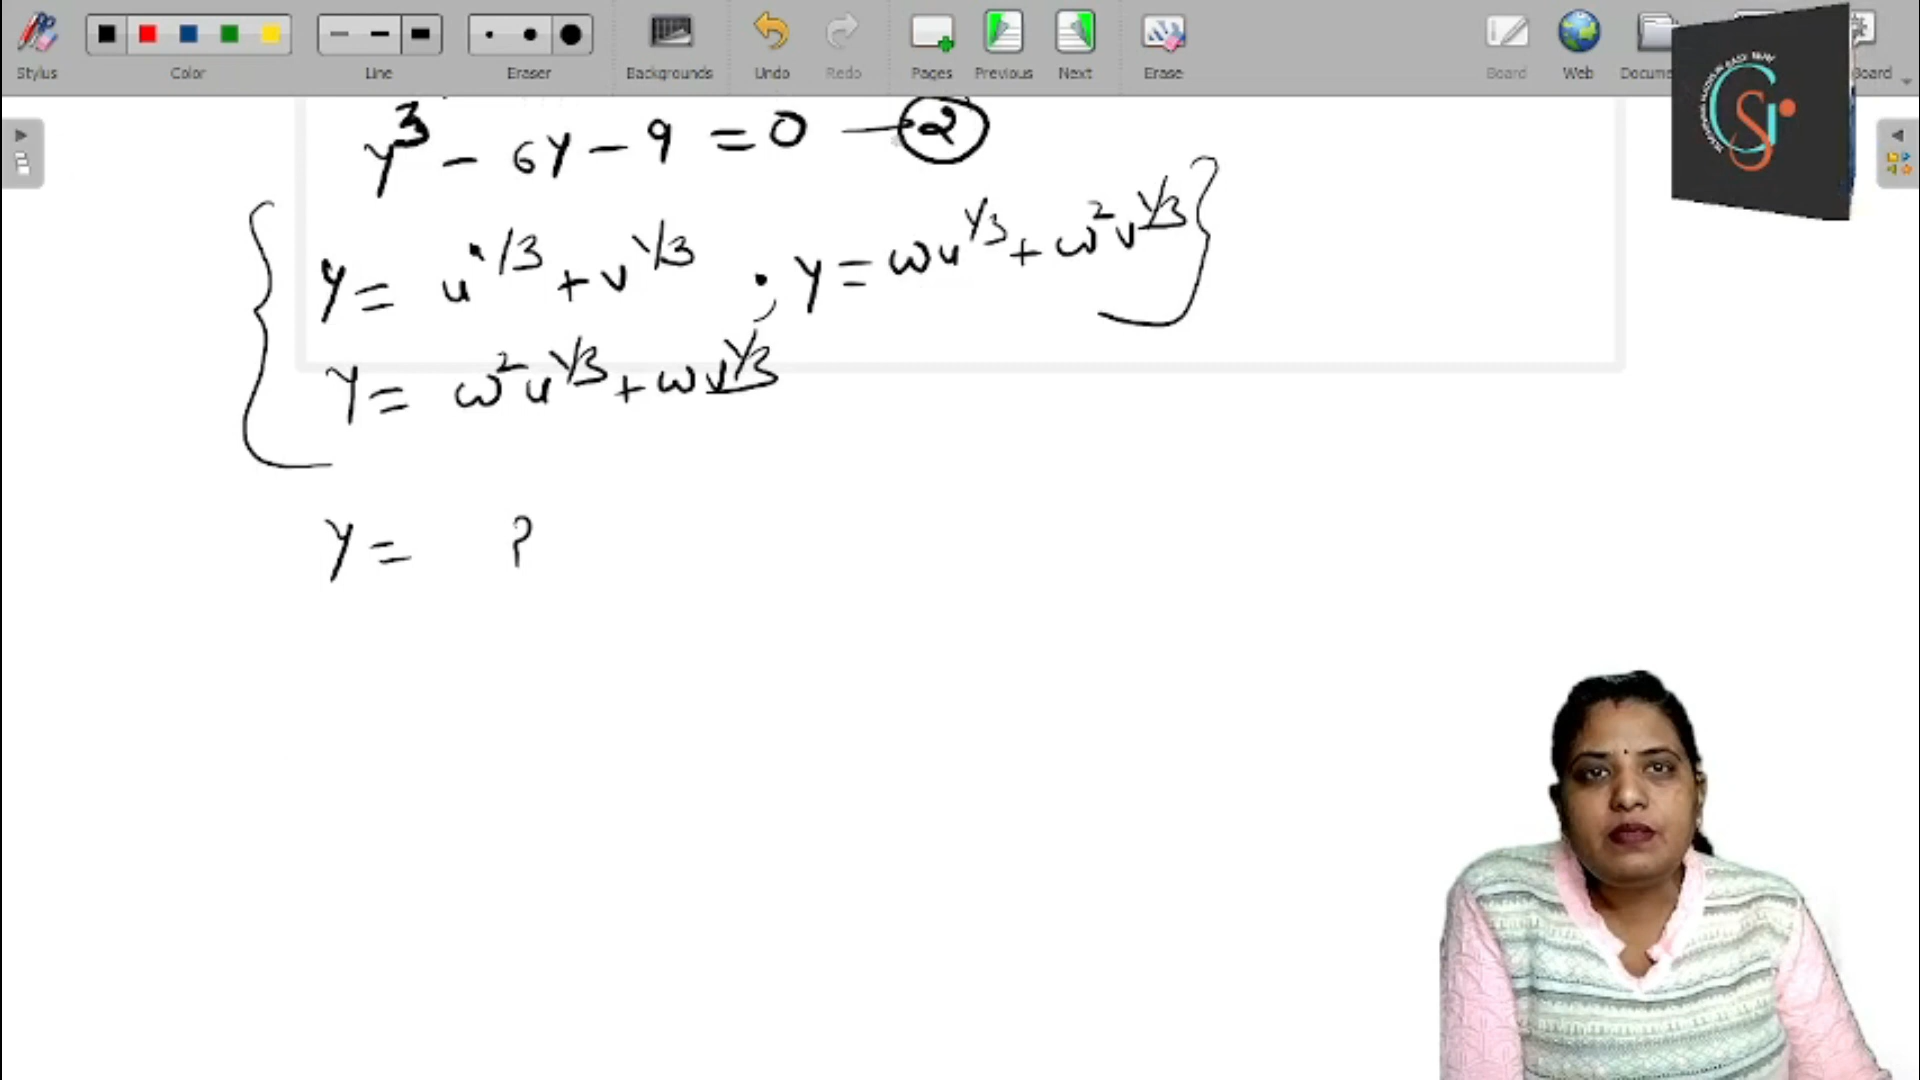 Stylus
Color
Line
Eraser
Backgrounds
Undo
Redo
Pages
Previous
Next
Erase
Board
Web
Board
y³ - 6y - 9 = 0 — ②
y = u^1/3 + v^1/3 ; y = ωu^1/3 + ω²v^1/3
y = ω²u^1/3 + ωv^1/3
y = ?